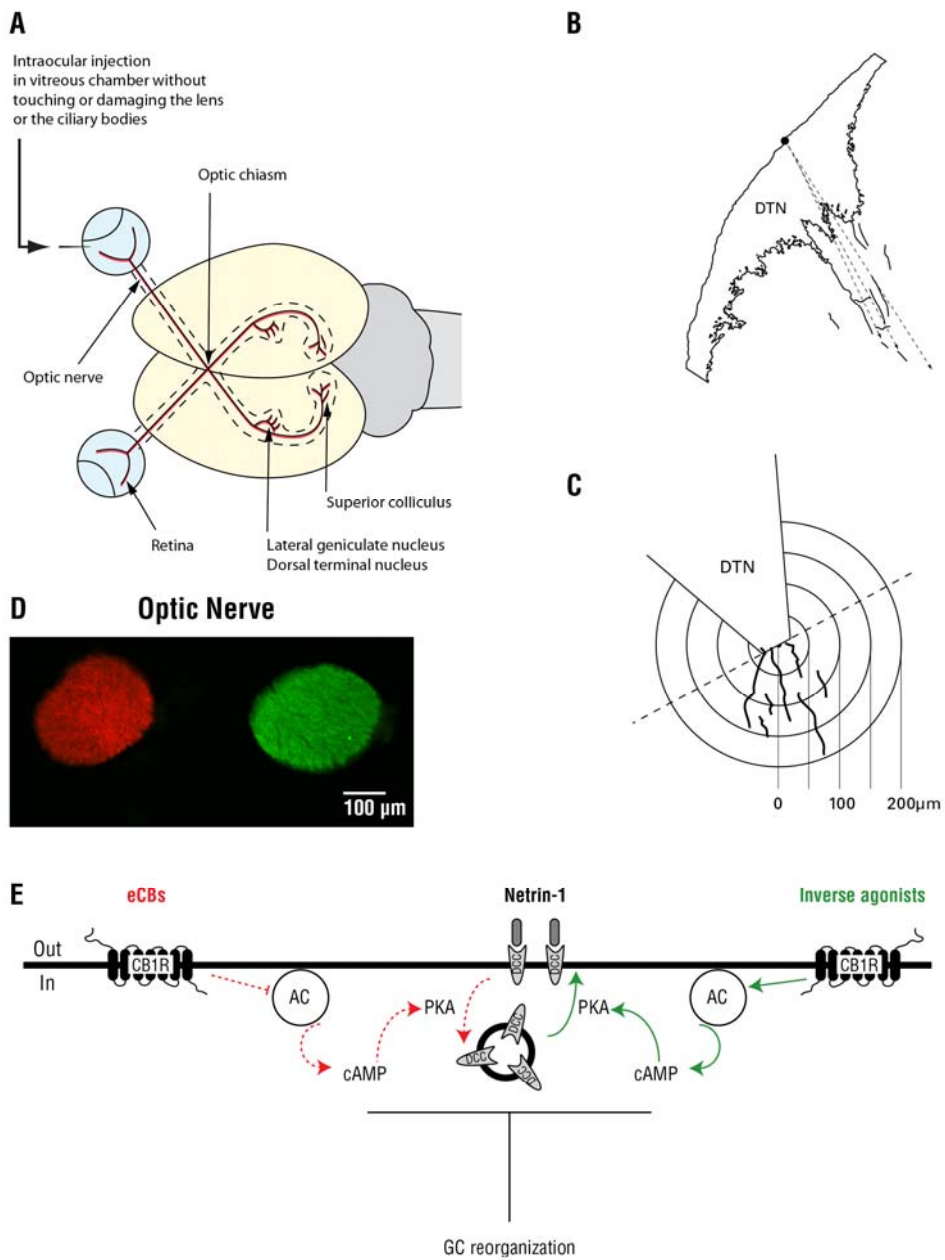 A
Intraocular injection
in vitreous chamber without
touching or damaging the lens
or the ciliary bodies
Optic chiasm
Optic nerve
Superior colliculus
Retina
Lateral geniculate nucleus
Dorsal terminal nucleus
B
DTN
C
DTN
0
100
200µm
D
Optic Nerve
100 µm
E
eCBs
Netrin-1
Inverse agonists
Out
In
CB1R
AC
cAMP
PKA
DCC
DCC
DCC
DCC
DCC
PKA
cAMP
AC
CB1R
GC reorganization